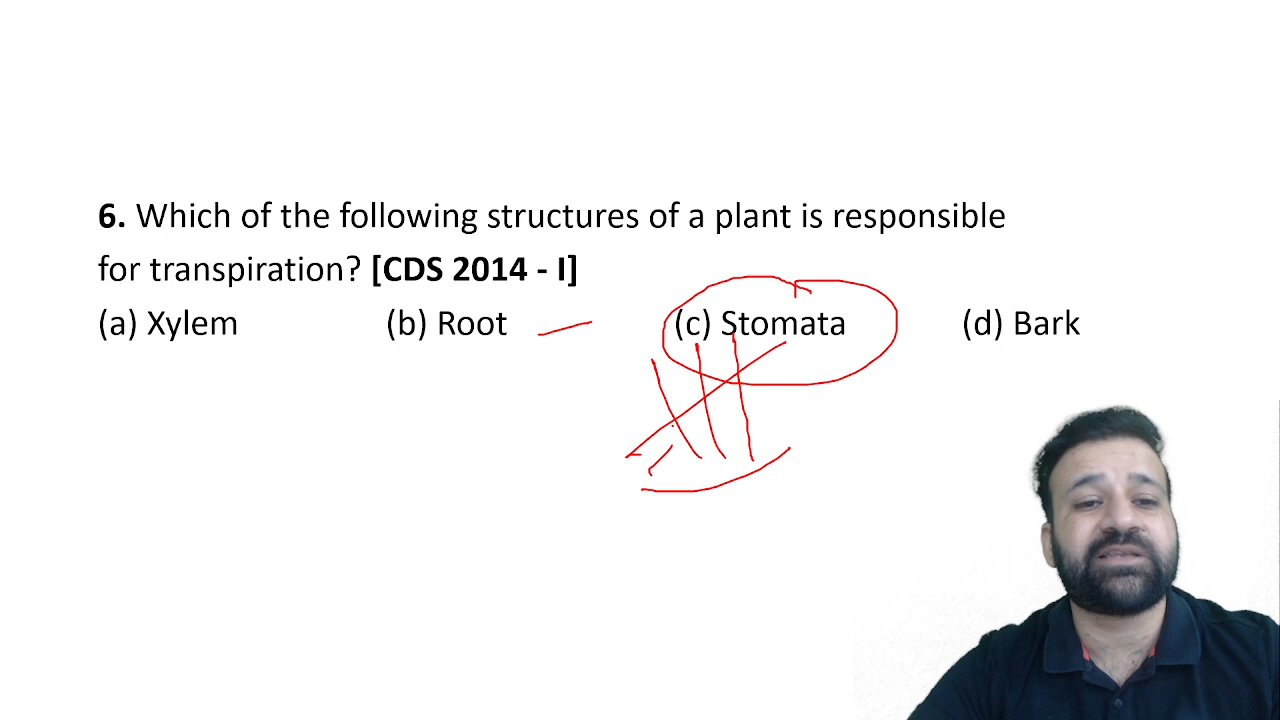 6. Which of the following structures of a plant is responsible
for transpiration? [CDS 2014 - I]
(a) Xylem (b) Root (c) Stomata (d) Bark